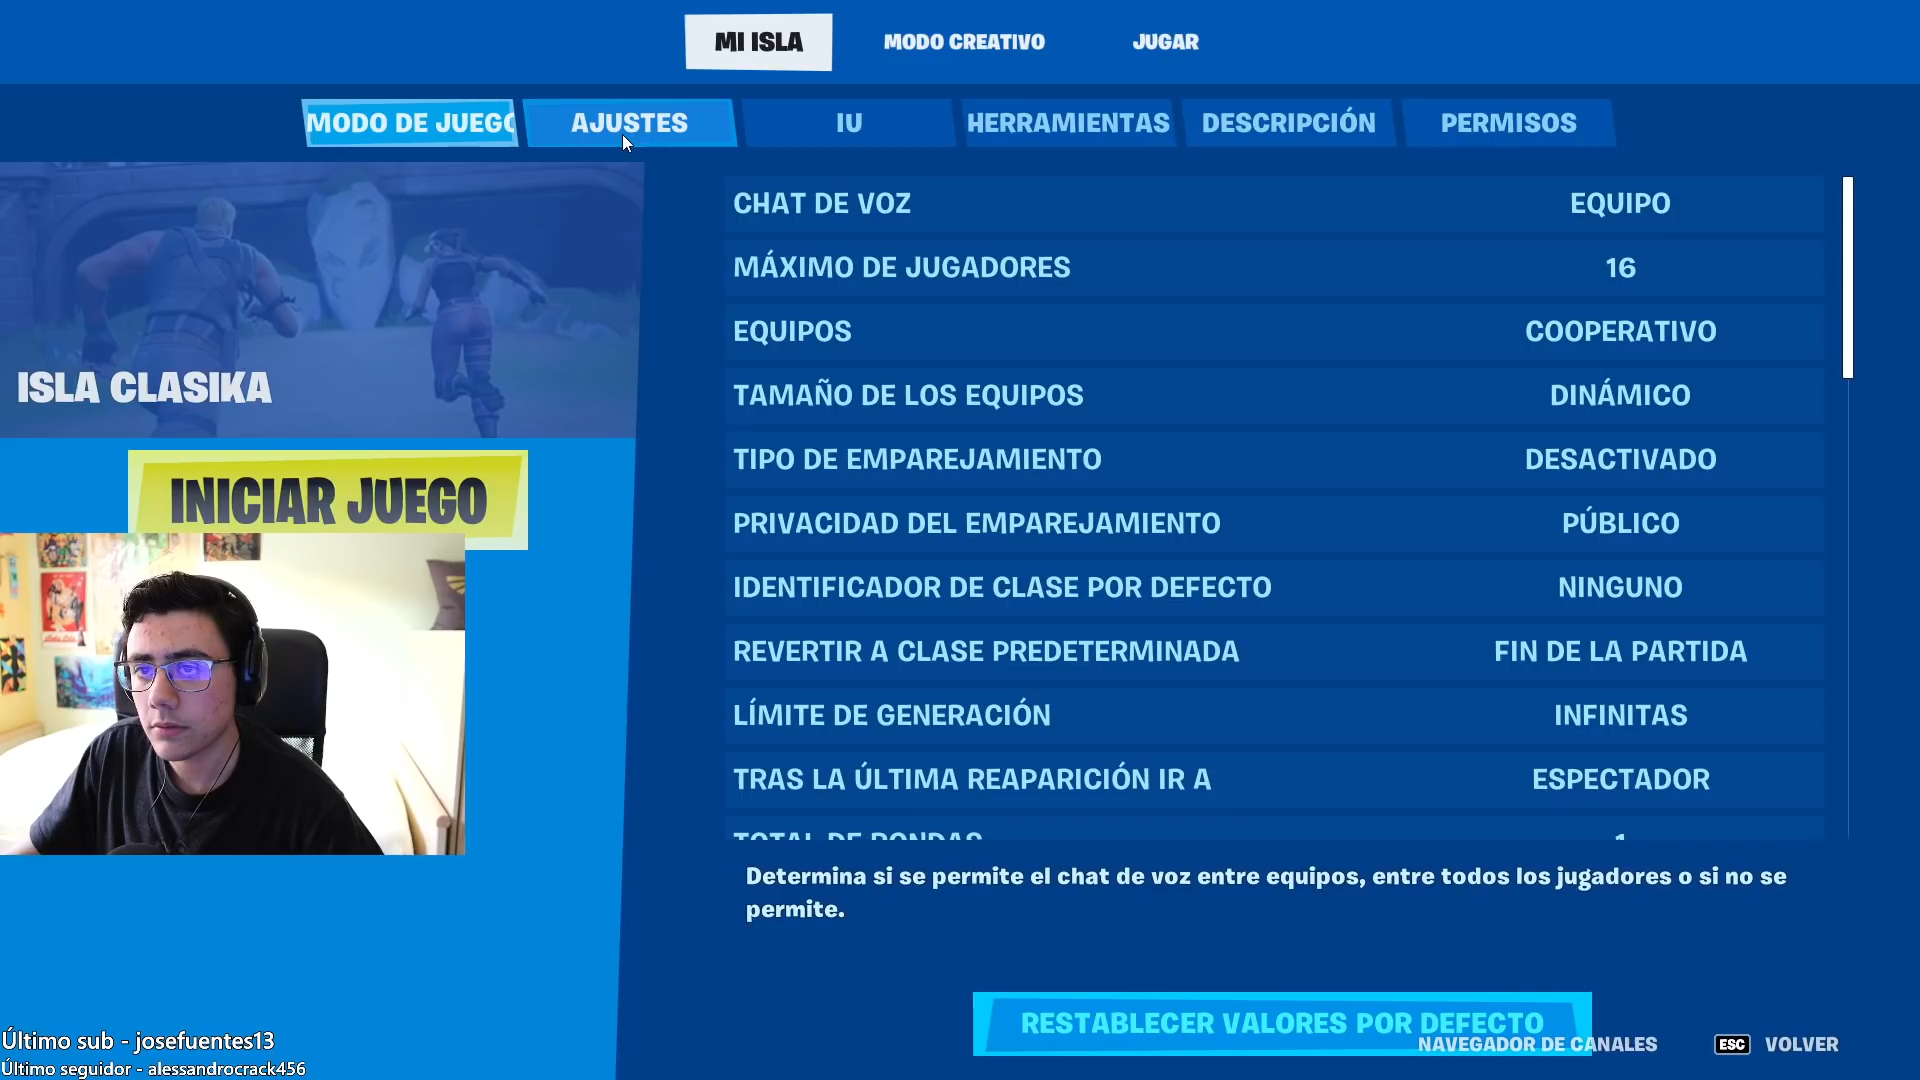 MI ISLA
MODO CREATIVO
JUGAR
MODO DE JUEGO
AJUSTES
IU
HERRAMIENTAS
DESCRIPCIÓN
PERMISOS
ISLA CLASIKA
INICIAR JUEGO
CHAT DE VOZ EQUIPO
MÁXIMO DE JUGADORES 16
EQUIPOS COOPERATIVO
TAMAÑO DE LOS EQUIPOS DINÁMICO
TIPO DE EMPAREJAMIENTO DESACTIVADO
PRIVACIDAD DEL EMPAREJAMIENTO PÚBLICO
IDENTIFICADOR DE CLASE POR DEFECTO NINGUNO
REVERTIR A CLASE PREDETERMINADA FIN DE LA PARTIDA
LÍMITE DE GENERACIÓN INFINITAS
TRAS LA ÚLTIMA REAPARICIÓN IR A ESPECTADOR
TOTAL DE RONDAS 1
Determina si se permite el chat de voz entre equipos, entre todos los jugadores o si no se
permite.
RESTABLECER VALORES POR DEFECTO
NAVEGADOR DE CANALES
ESC VOLVER
Último sub - josefuentes13
Último seguidor - alessandrocrack456